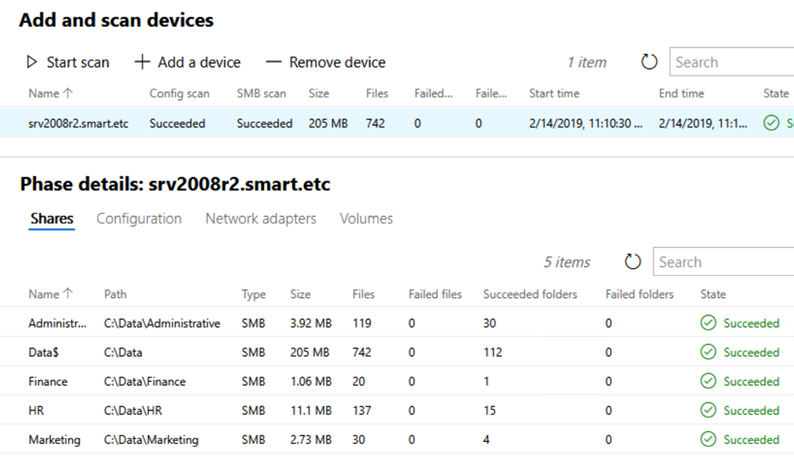 Add and scan devices
Start scan Add a device Remove device 1 item Search
Name Config scan SMB scan Size Files Failed... Faile... Start time End time State
srv2008r2.smart.etc Succeeded Succeeded 205 MB 742 0 0 2/14/2019, 11:10:30 ... 2/14/2019, 11:1... S
Phase details: srv2008r2.smart.etc
Shares Configuration Network adapters Volumes
5 items Search
Name Path Type Size Files Failed files Succeeded folders Failed folders State
Administr... C:\Data\Administrative SMB 3.92 MB 119 0 30 0 Succeeded
Data$ C:\Data SMB 205 MB 742 0 112 0 Succeeded
Finance C:\Data\Finance SMB 1.06 MB 20 0 1 0 Succeeded
HR C:\Data\HR SMB 11.1 MB 137 0 15 0 Succeeded
Marketing C:\Data\Marketing SMB 2.73 MB 30 0 4 0 Succeeded